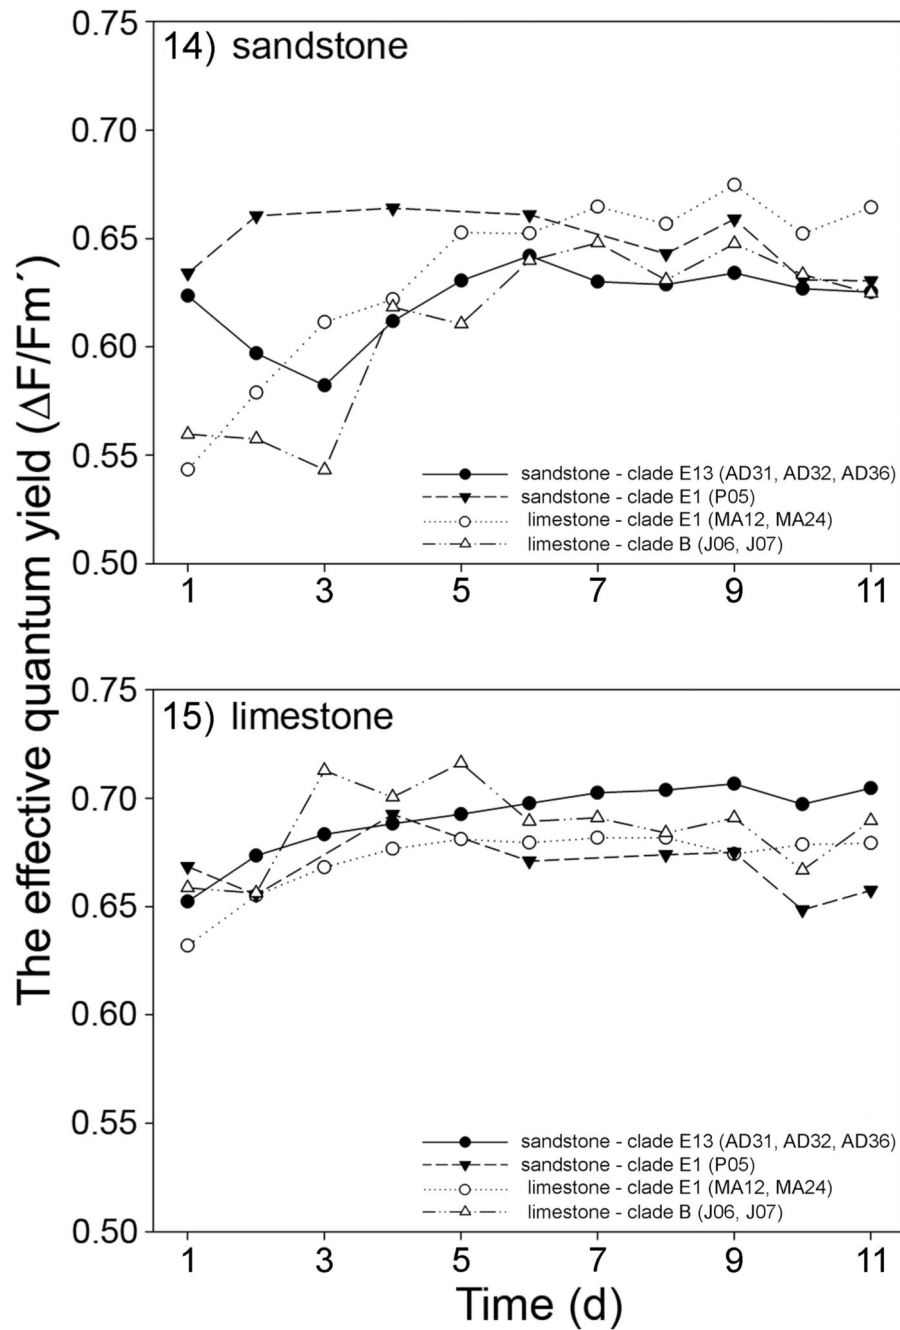 The effective quantum yield (ΔF/Fm´)
14) sandstone
0.75
0.70
0.65
0.60
0.55
0.50
sandstone - clade E13 (AD31, AD32, AD36)
sandstone - clade E1 (P05)
limestone - clade E1 (MA12, MA24)
limestone - clade B (J06, J07)
1 3 5 7 9 11
15) limestone
0.75
0.70
0.65
0.60
0.55
0.50
sandstone - clade E13 (AD31, AD32, AD36)
sandstone - clade E1 (P05)
limestone - clade E1 (MA12, MA24)
limestone - clade B (J06, J07)
1 3 5 7 9 11
Time (d)